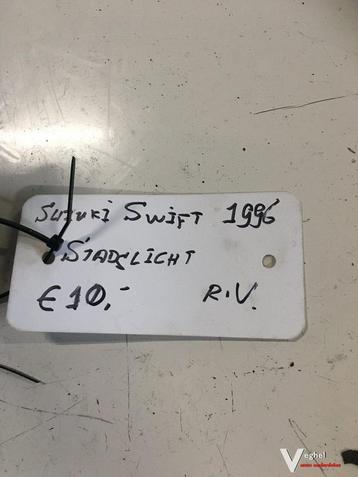 SUZUKI SWIFT 1996
STADSLICHT
€10,- R.V.
Veghel